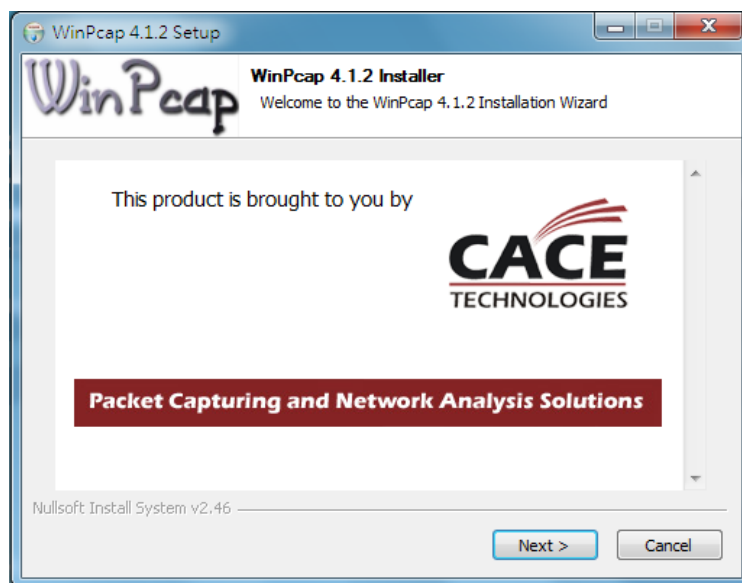 WinPcap 4.1.2 Setup
WinPcap
WinPcap 4.1.2 Installer
Welcome to the WinPcap 4.1.2 Installation Wizard
This product is brought to you by
CACE
TECHNOLOGIES
Packet Capturing and Network Analysis Solutions
Nullsoft Install System v2.46
Next >
Cancel